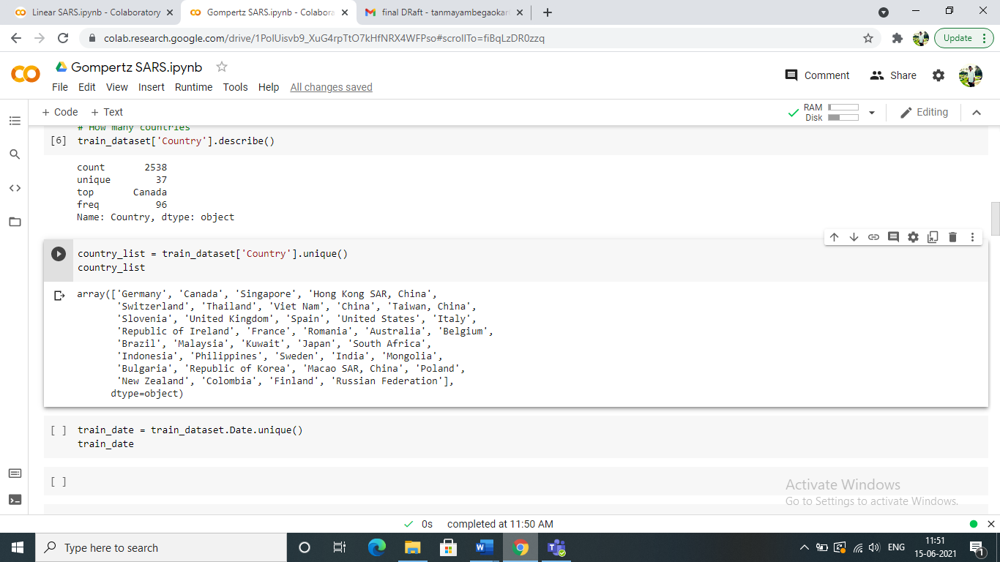 Linear SARS.ipynb - Colaboratory
Gompertz SARS.ipynb - Colabora
final DRaft - tanmayambegaokar
colab.research.google.com/drive/1PolUisvb9_XuG4rpTtO7kHfNRX4WFPso#scrollTo=fiBqLzDR0zzq
Update
Gompertz SARS.ipynb
Comment
Share
File Edit View Insert Runtime Tools Help All changes saved
+ Code + Text
RAM
Disk
Editing
# How many countries
[6] train_dataset['Country'].describe()
count 2538
unique 37
top Canada
freq 96
Name: Country, dtype: object
country_list = train_dataset['Country'].unique()
country_list
array(['Germany', 'Canada', 'Singapore', 'Hong Kong SAR, China',
'Switzerland', 'Thailand', 'Viet Nam', 'China', 'Taiwan, China',
'Slovenia', 'United Kingdom', 'Spain', 'United States', 'Italy',
'Republic of Ireland', 'France', 'Romania', 'Australia', 'Belgium',
'Brazil', 'Malaysia', 'Kuwait', 'Japan', 'South Africa',
'Indonesia', 'Philippines', 'Sweden', 'India', 'Mongolia',
'Bulgaria', 'Republic of Korea', 'Macao SAR, China', 'Poland',
'New Zealand', 'Colombia', 'Finland', 'Russian Federation'],
dtype=object)
[ ] train_date = train_dataset.Date.unique()
train_date
[ ]
Activate Windows
Go to Settings to activate Windows.
0s completed at 11:50 AM
Type here to search
ENG
11:51
15-06-2021
1